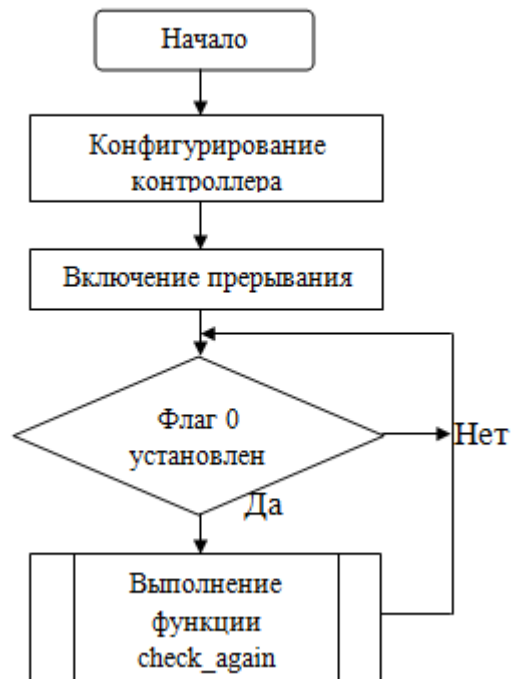 Начало
Конфигурирование
контроллера
Включение прерывания
Флаг 0
установлен
Нет
Да
Выполнение
функции
check_again